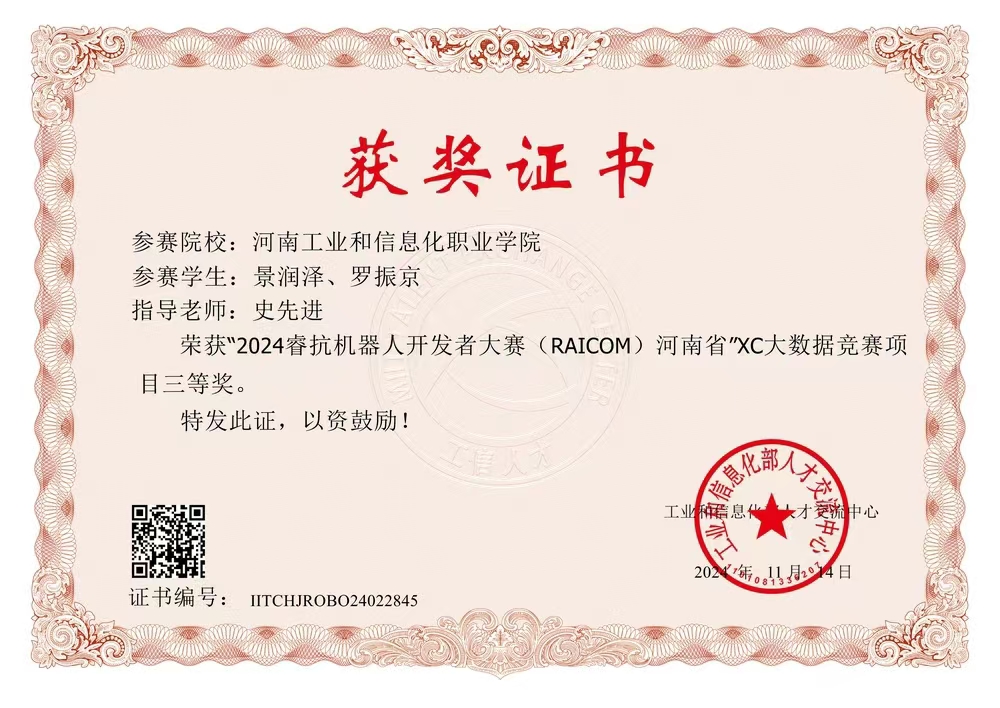 获奖证书
参赛院校：河南工业和信息化职业学院
参赛学生：景润泽、罗振京
指导老师：史先进
荣获“2024睿抗机器人开发者大赛（RAICOM）河南省”XC大数据竞赛项
目三等奖。
特发此证，以资鼓励！
工业和信息化部人才交流中心
工业和信息化部人才交流中心
2024 年 11 月 14日
证书编号： IITCHJROBO24022845
工信人才